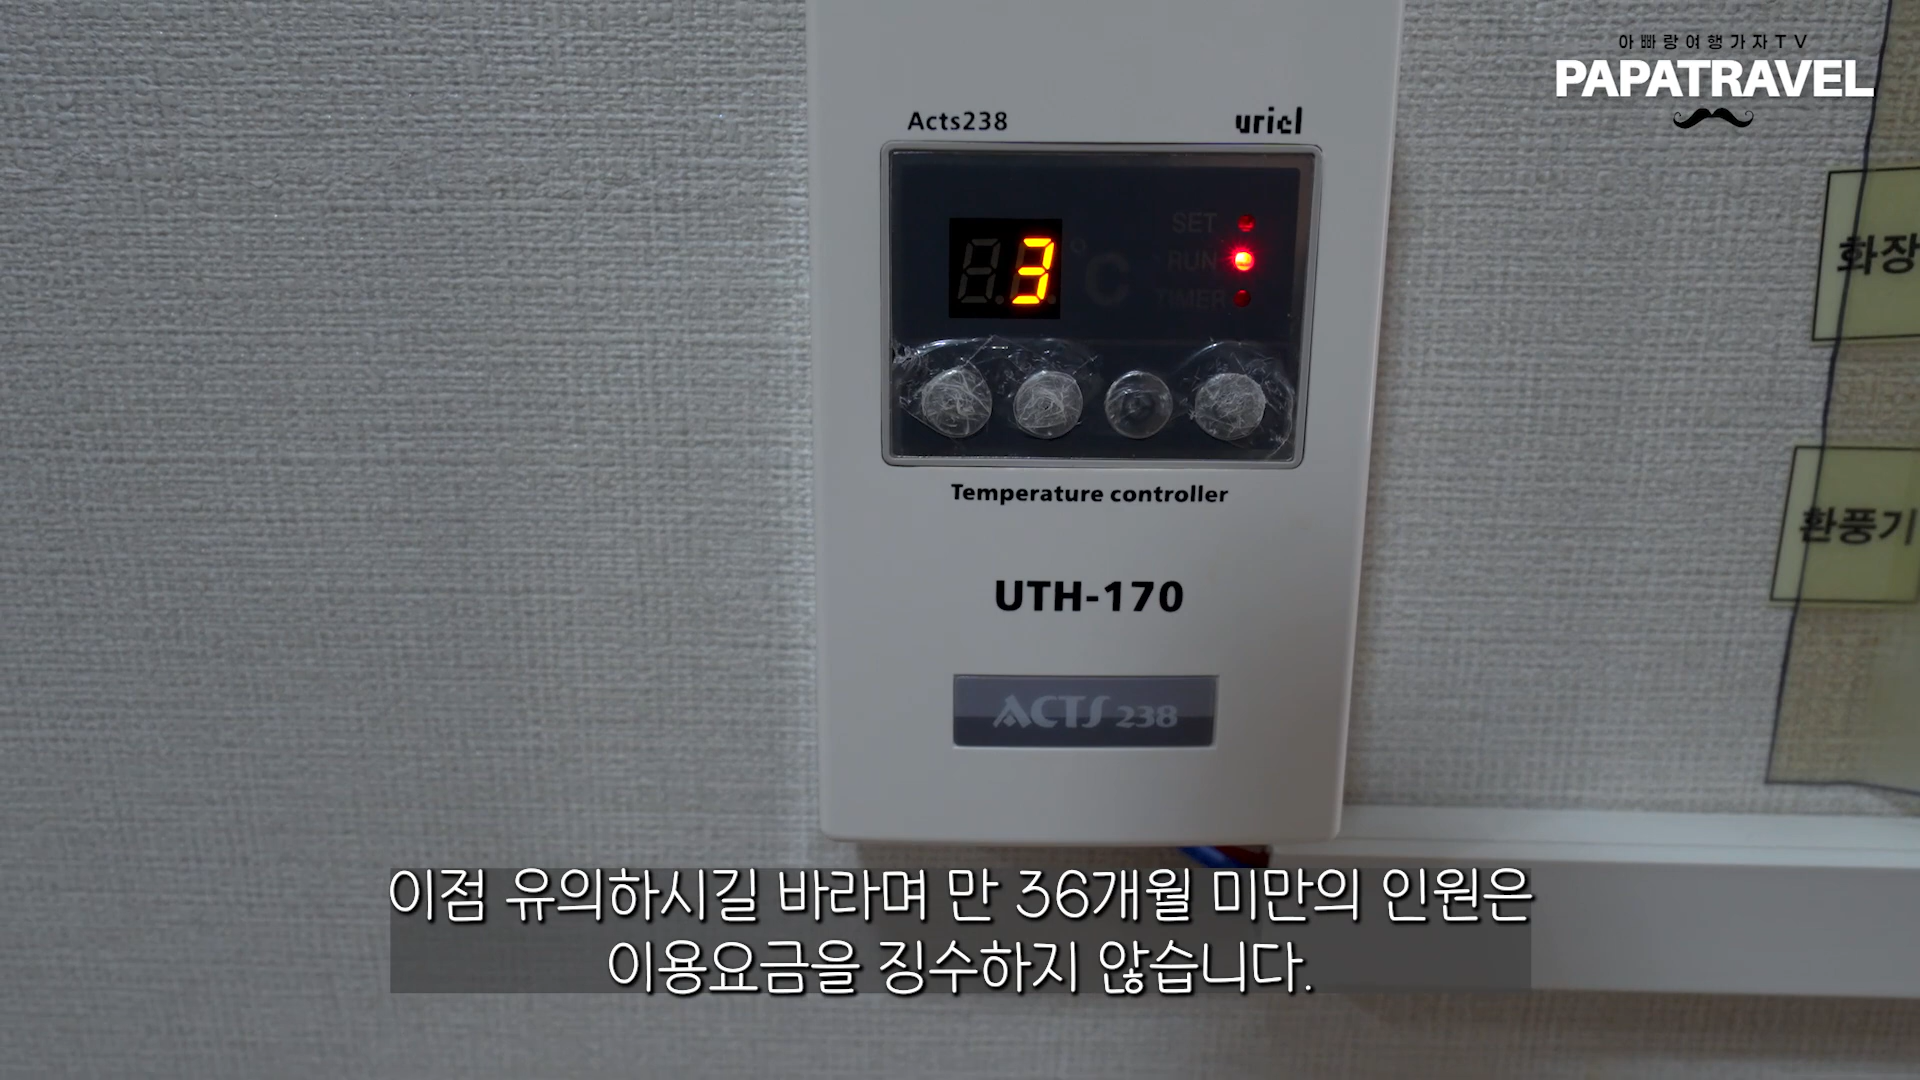 아빠랑여행가자TV
PAPATRAVEL
Acts238
uriel
3
°C
SET
RUN
TIMER
Temperature controller
UTH-170
ACTS 238
화장
환풍기
이점 유의하시길 바라며 만 36개월 미만의 인원은
이용요금을 징수하지 않습니다.